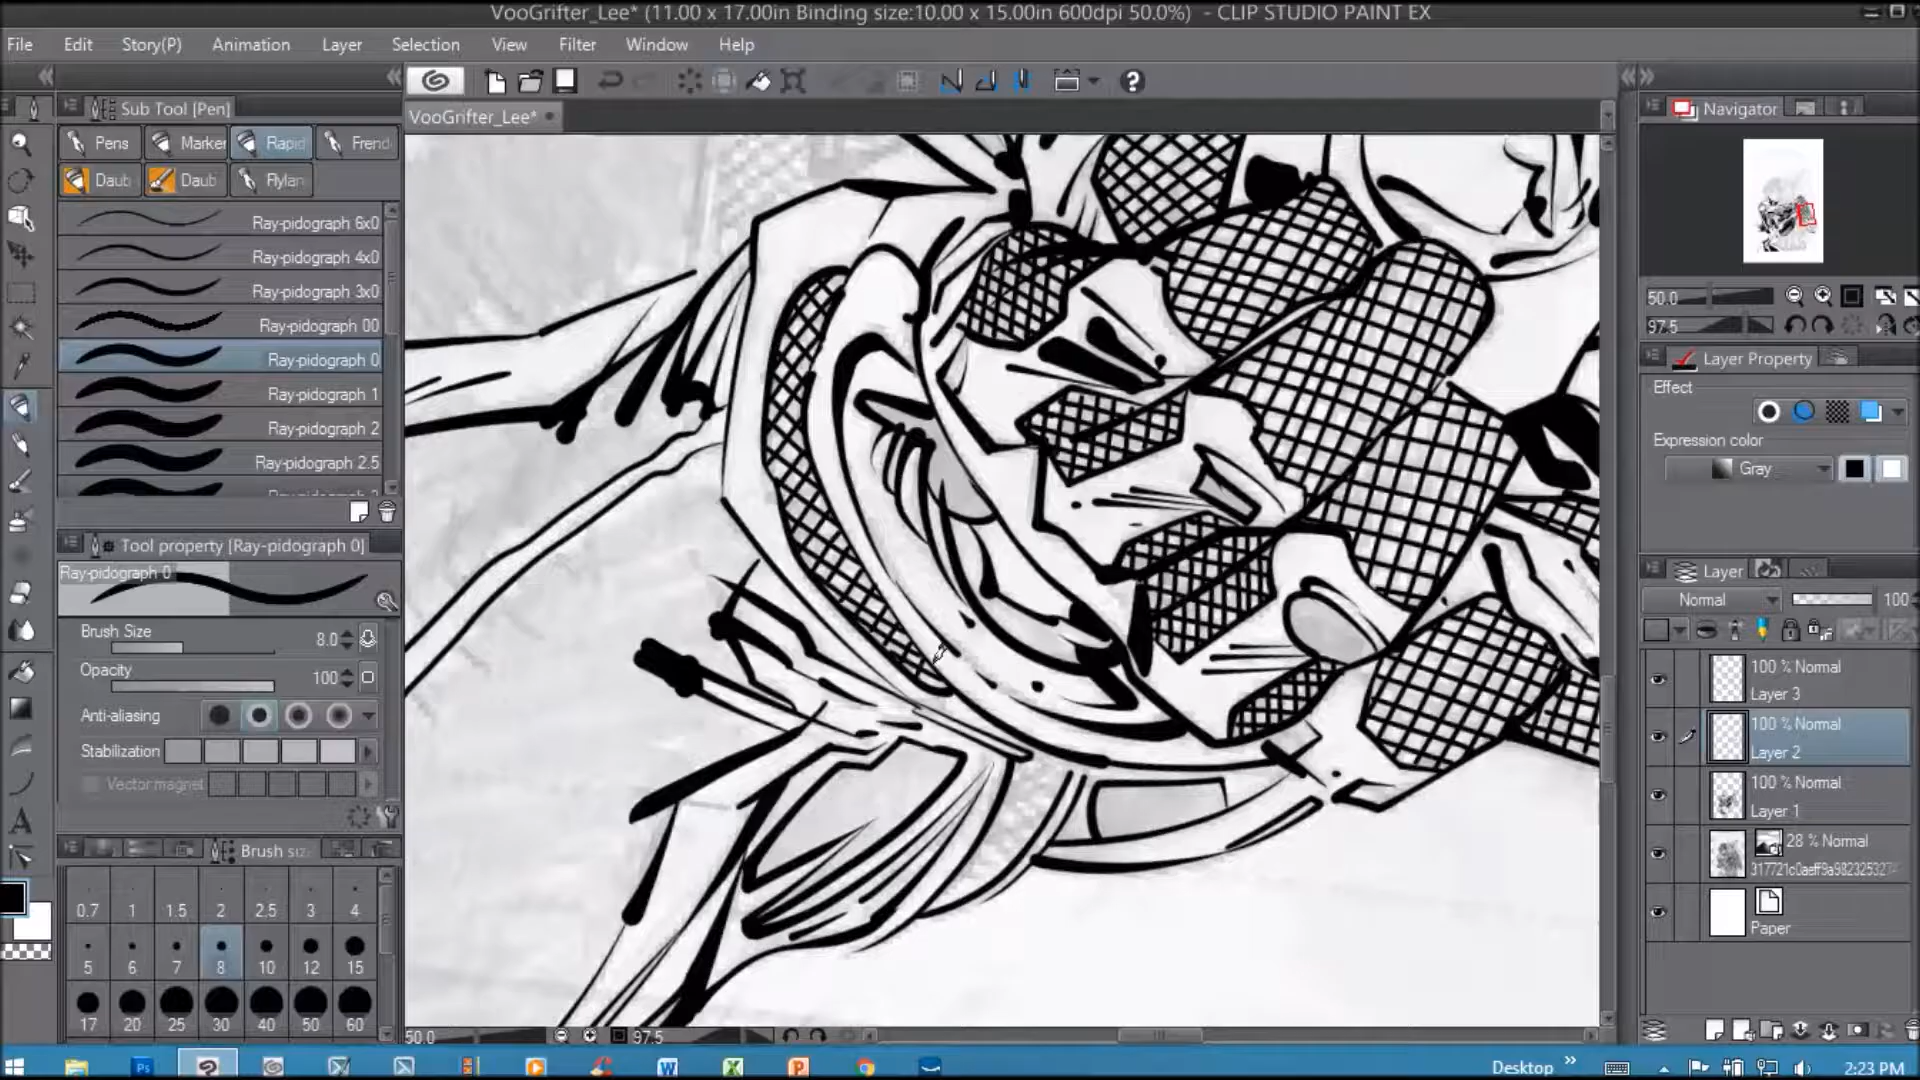 VooGrifter_Lee* (11.00 x 17.00in Binding size:10.00 x 15.00in 600dpi 50.0%) - CLIP STUDIO PAINT EX
File Edit Story(P) Animation Layer Selection View Filter Window Help
VooGrifter_Lee*
Sub Tool [Pen]
Pens Marker Rapid Frend
Daub Daub Rylan
Ray-pidograph 6x0
Ray-pidograph 4x0
Ray-pidograph 3x0
Ray-pidograph 00
Ray-pidograph 0
Ray-pidograph 1
Ray-pidograph 2
Ray-pidograph 2.5
Tool property [Ray-pidograph 0]
Ray-pidograph 0
Brush Size 8.0
Opacity 100
Anti-aliasing
Stabilization
Vector magnet
Brush siz
0.7 1 1.5 2 2.5 3 4
5 6 7 8 10 12 15
17 20 25 30 40 50 60
50.0 97.5
Navigator
50.0
97.5
Layer Property
Effect
Expression color
Gray
Layer
Normal 100
100 % Normal
Layer 3
100 % Normal
Layer 2
100 % Normal
Layer 1
28 % Normal
Paper
Desktop » 2:23 PM